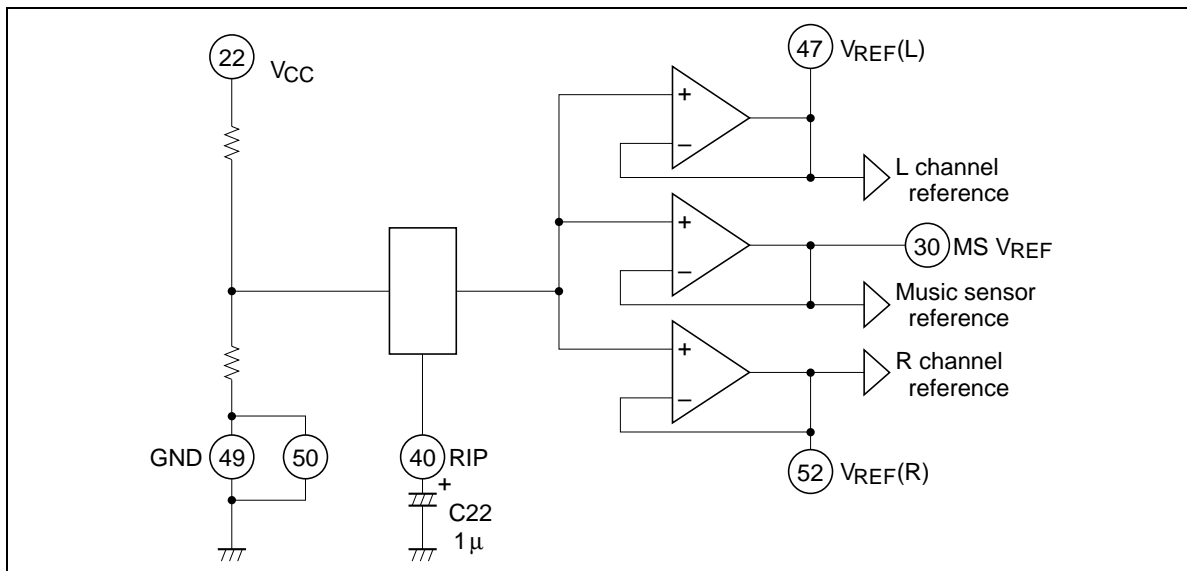 22
VCC
47 VREF(L)
+
−
L channel
reference
+
−
30 MS VREF
Music sensor
reference
+
−
R channel
reference
GND 49 50
40 RIP
+
C22
1 μ
52 VREF(R)